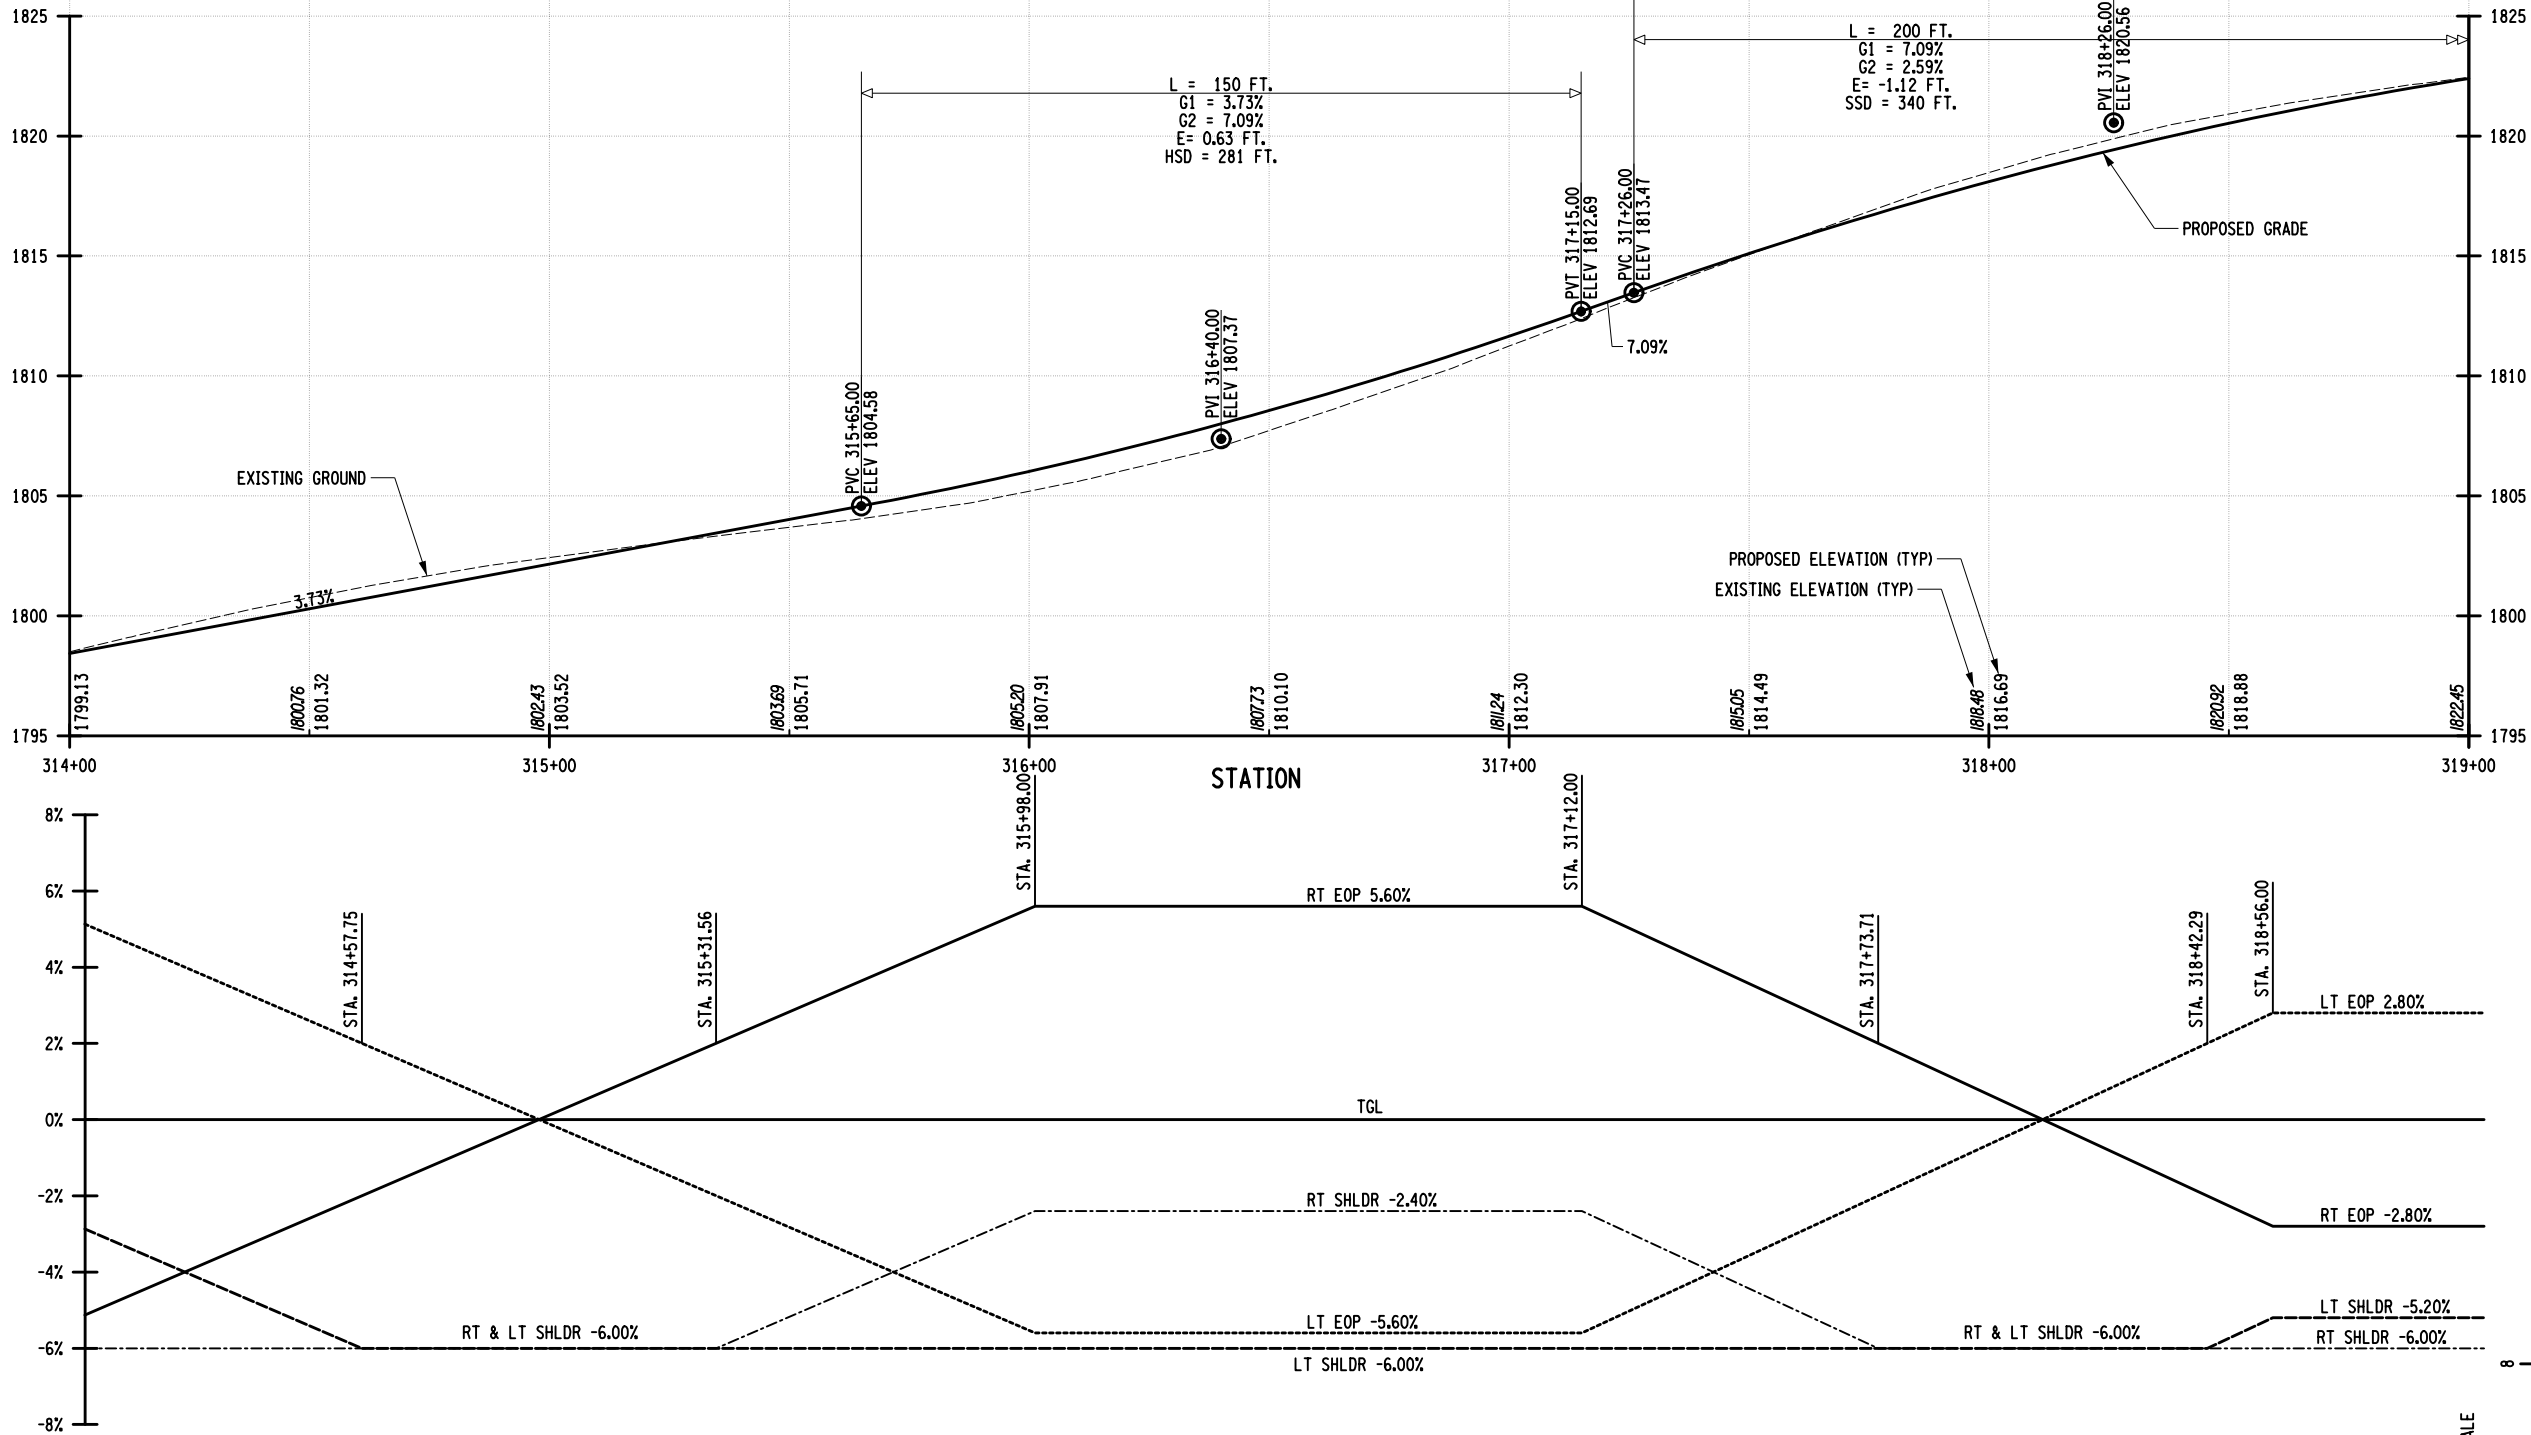 1825
1820
1815
1810
1805
1800
1795
1825
1820
1815
1810
1805
1800
1795
L = 150 FT.
G1 = 3.73%
G2 = 7.09%
E= 0.63 FT.
HSD = 281 FT.
L = 200 FT.
G1 = 7.09%
G2 = 2.59%
E= -1.12 FT.
SSD = 340 FT.
PVI 318+26.00
ELEV 1820.56
PROPOSED GRADE
PVT 317+15.00
ELEV 1812.69
PVC 317+26.00
ELEV 1813.47
7.09%
PVI 316+40.00
ELEV 1807.37
PVC 315+65.00
ELEV 1804.58
EXISTING GROUND
3.73%
PROPOSED ELEVATION (TYP)
EXISTING ELEVATION (TYP)
1799.13
1800.76
1801.32
1802.43
1803.52
1803.69
1805.71
1805.20
1807.91
1807.73
1810.10
1811.24
1812.30
1815.05
1814.49
1818.48
1816.69
1820.92
1818.88
1822.45
314+00
315+00
316+00
317+00
318+00
319+00
STATION
8%
6%
4%
2%
0%
-2%
-4%
-6%
-8%
STA. 314+57.75
STA. 315+31.56
STA. 315+98.00
STA. 317+12.00
STA. 317+73.71
STA. 318+42.29
STA. 318+56.00
RT EOP 5.60%
LT EOP 2.80%
TGL
RT SHLDR -2.40%
RT EOP -2.80%
LT EOP -5.60%
LT SHLDR -5.20%
RT & LT SHLDR -6.00%
RT & LT SHLDR -6.00%
RT SHLDR -6.00%
LT SHLDR -6.00%
8